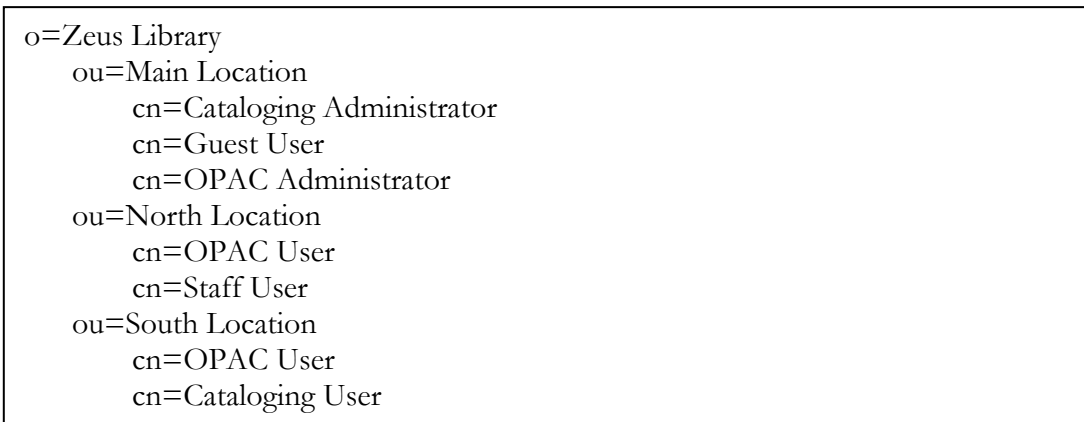 o=Zeus Library
ou=Main Location
cn=Cataloging Administrator
cn=Guest User
cn=OPAC Administrator
ou=North Location
cn=OPAC User
cn=Staff User
ou=South Location
cn=OPAC User
cn=Cataloging User